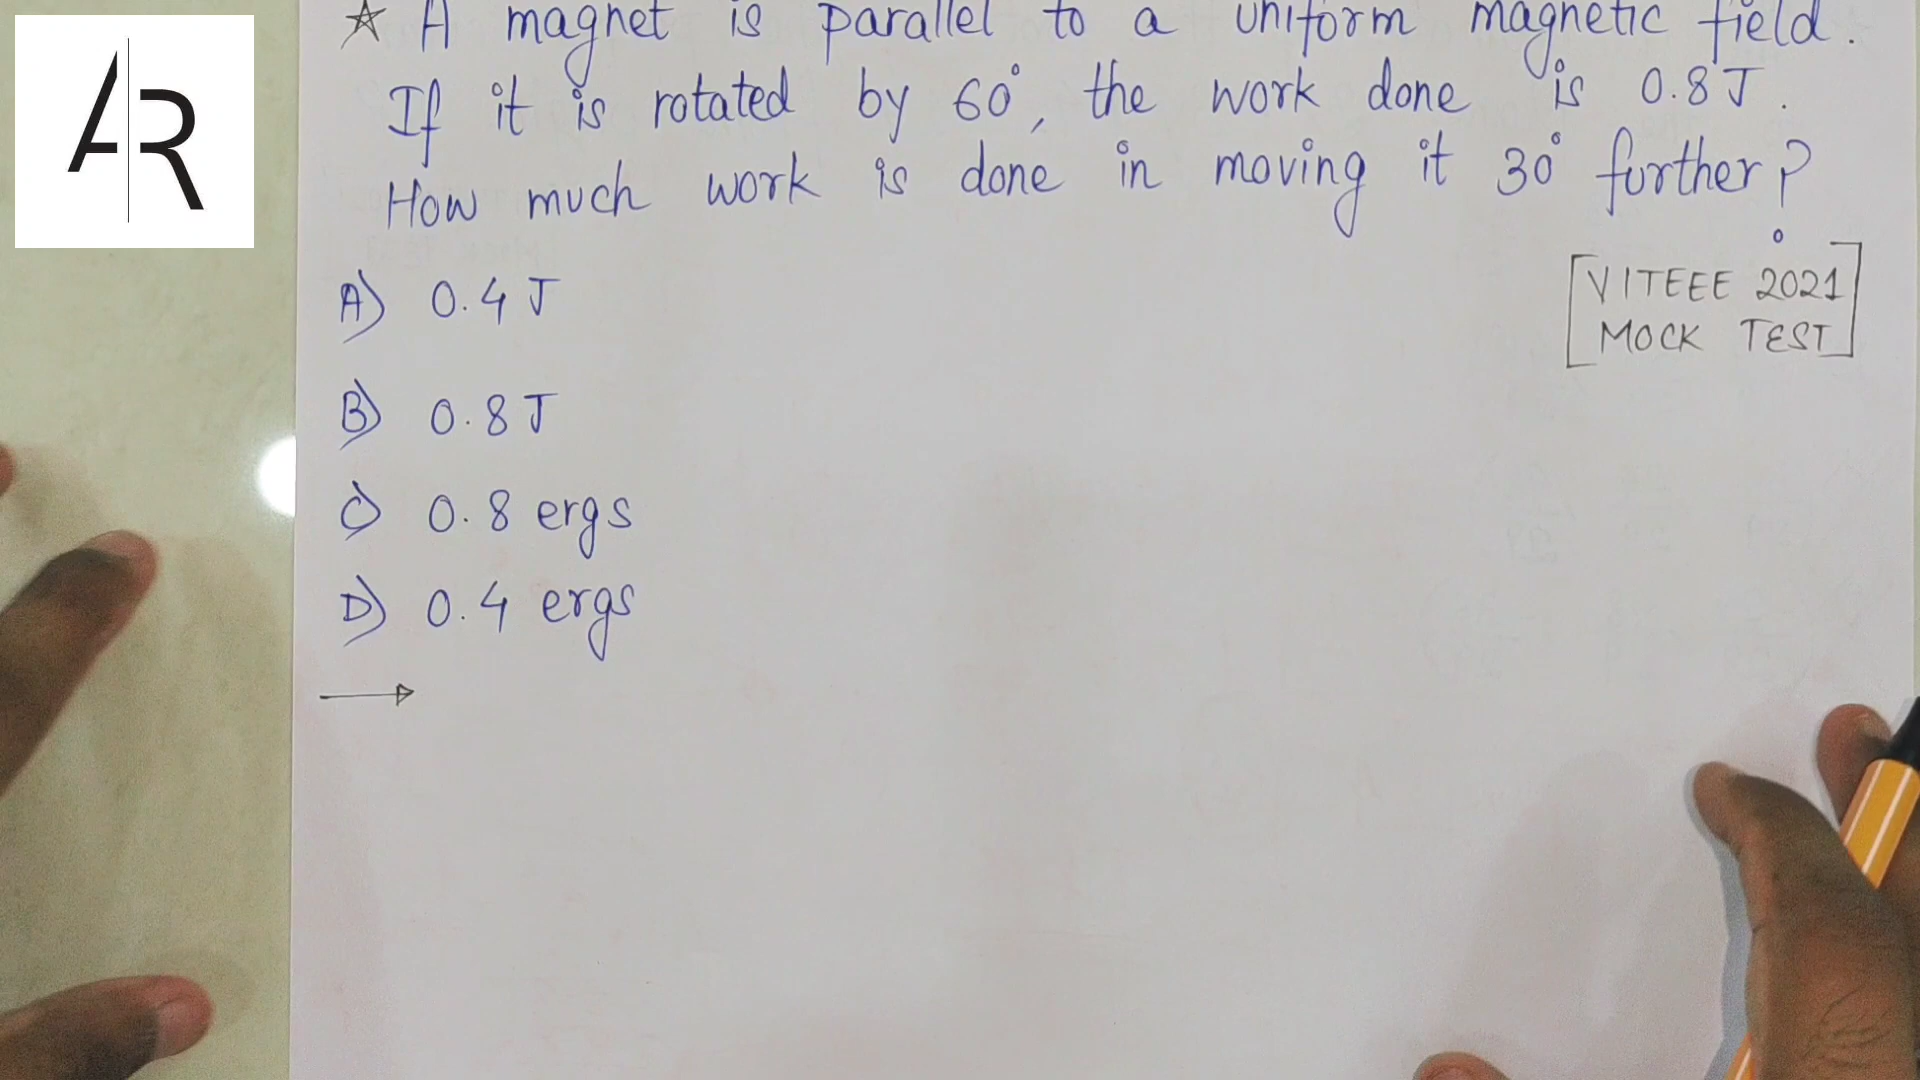 AR
☆ A magnet is parallel to a uniform magnetic field.
If it is rotated by 60°, the work done is 0.8 J.
How much work is done in moving it 30° further?
[VITEEE 2021
MOCK TEST]
A) 0.4 J
B) 0.8 J
C) 0.8 ergs
D) 0.4 ergs